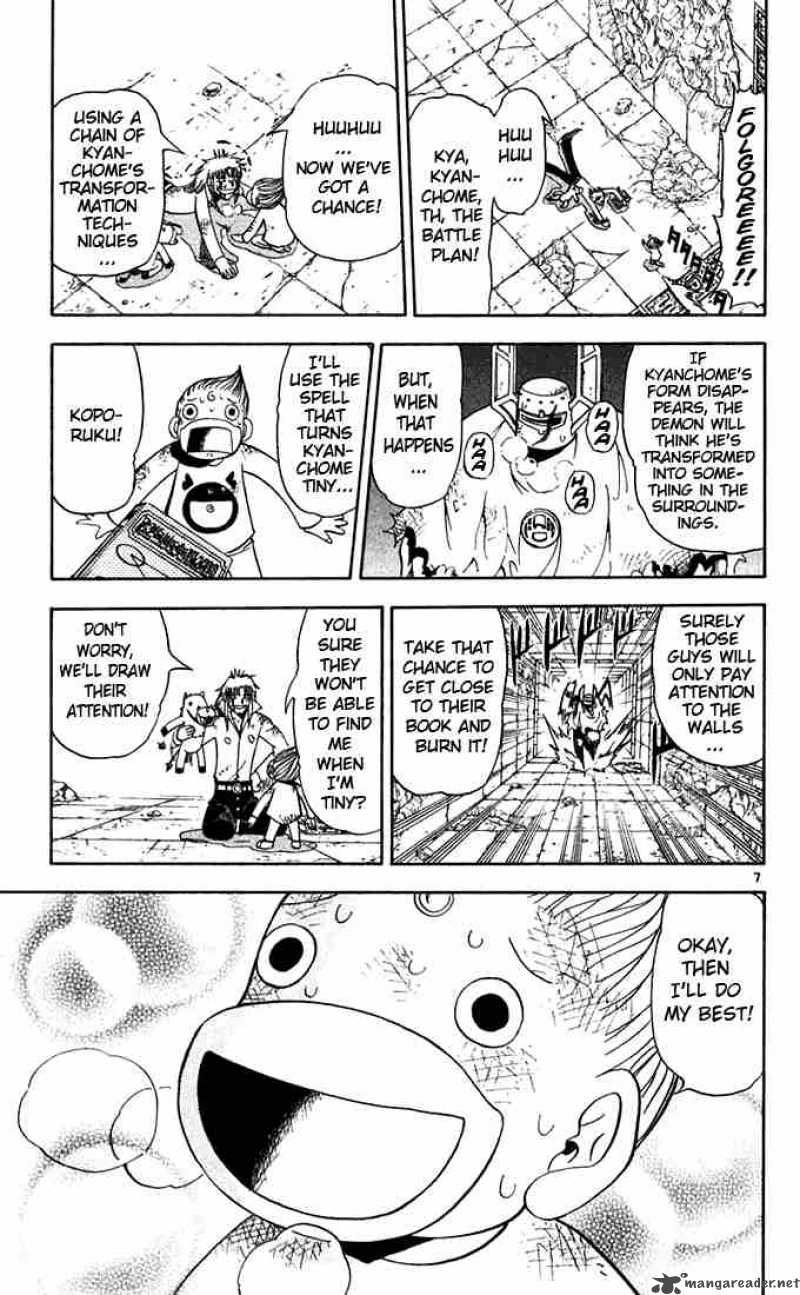 FOLGOREEEE!!
HUU
HUU
...
KYA,
KYAN-
CHOME,
TH, THE
BATTLE
PLAN!
HUUHUU
...
NOW WE'VE
GOT A
CHANCE!
USING A
CHAIN OF
KYAN-
CHOME'S
TRANSFOR-
MATION
TECH-
NIQUES
...
IF
KYANCHOME'S
FORM DISAP-
PEARS, THE
DEMON WILL
THINK HE'S
TRANSFORMED
INTO SOME-
THING IN THE
SURROUND-
INGS.
HAA
HAA
HAA
BUT,
WHEN
THAT
HAPPENS
...
I'LL
USE THE
SPELL
THAT
TURNS
KYAN-
CHOME
TINY...
KOPO-
RUKU!
SURELY
THOSE
GUYS WILL
ONLY PAY
ATTENTION
TO THE
WALLS
...
TAKE THAT
CHANCE TO
GET CLOSE
TO THEIR
BOOK AND
BURN IT!
YOU
SURE
THEY
WON'T
BE ABLE
TO FIND
ME
WHEN
I'M
TINY?
DON'T
WORRY,
WE'LL DRAW
THEIR
ATTENTION!
7
OKAY,
THEN
I'LL DO
MY BEST!
mangareader.net